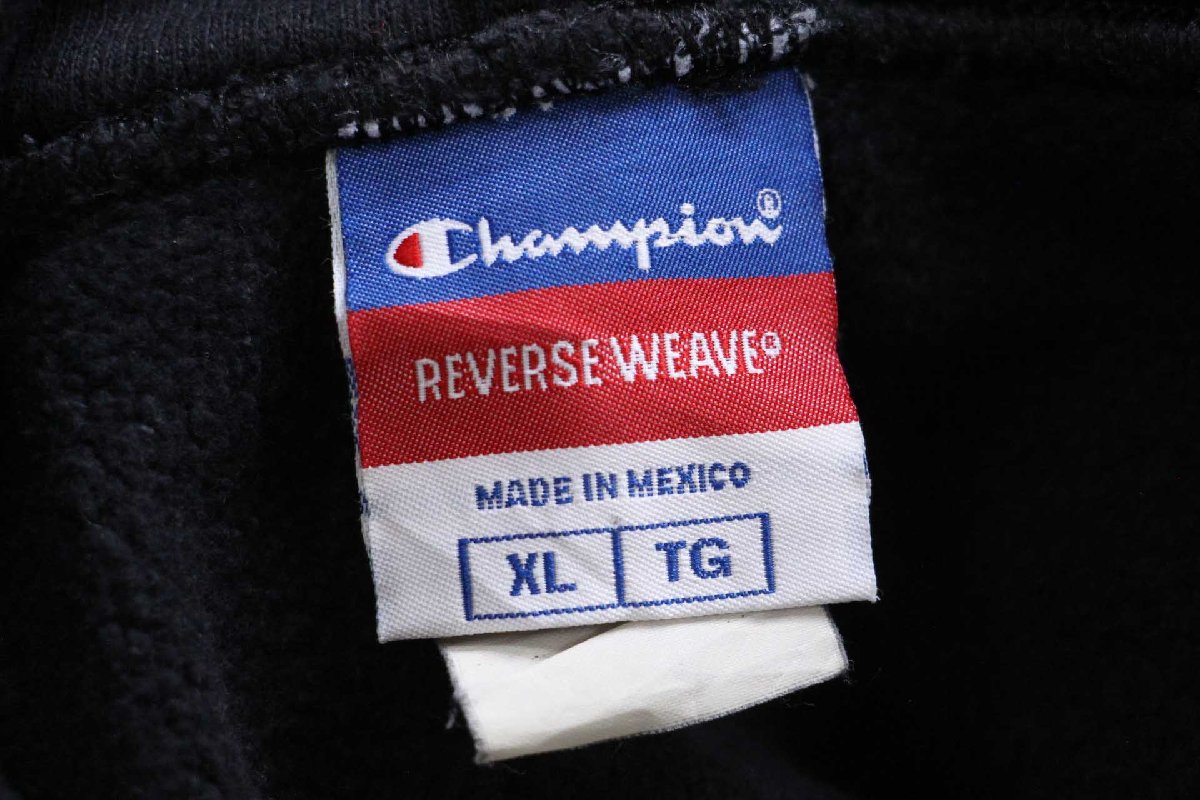 Champion®
REVERSE WEAVE®
MADE IN MEXICO
XL TG